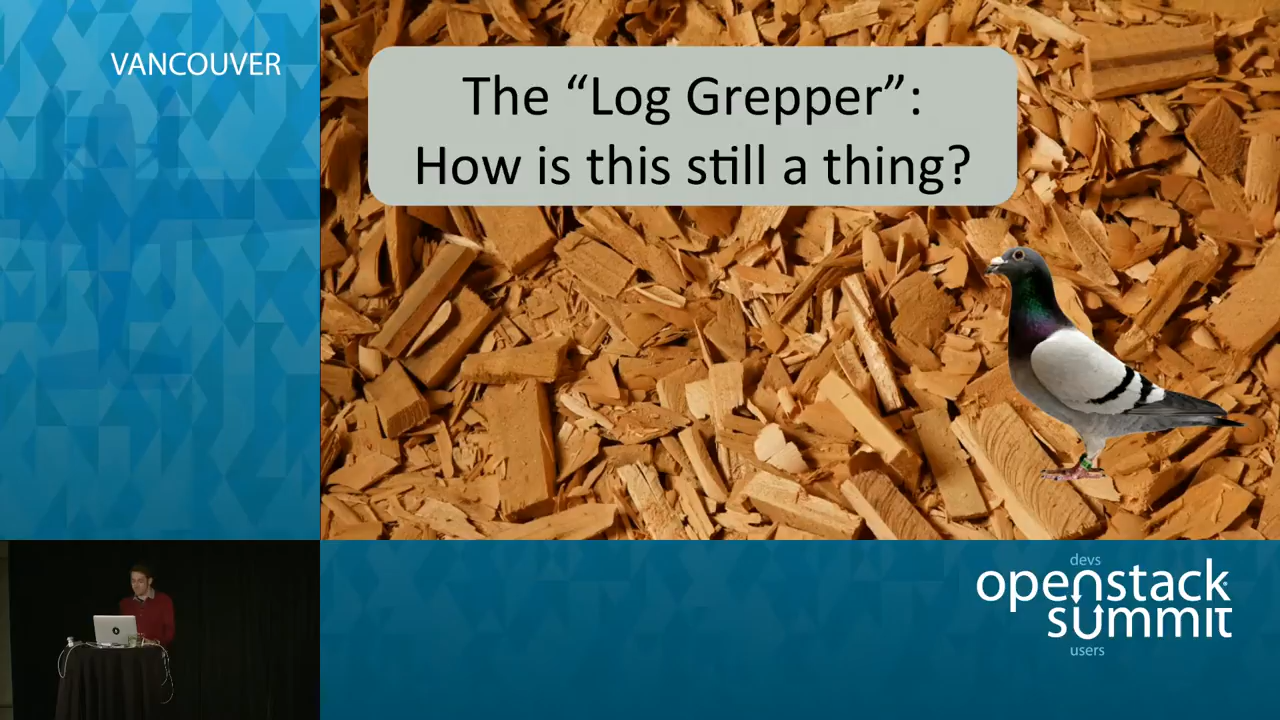 VANCOUVER
The “Log Grepper”:
How is this still a thing?
devs
openstack
summit
users